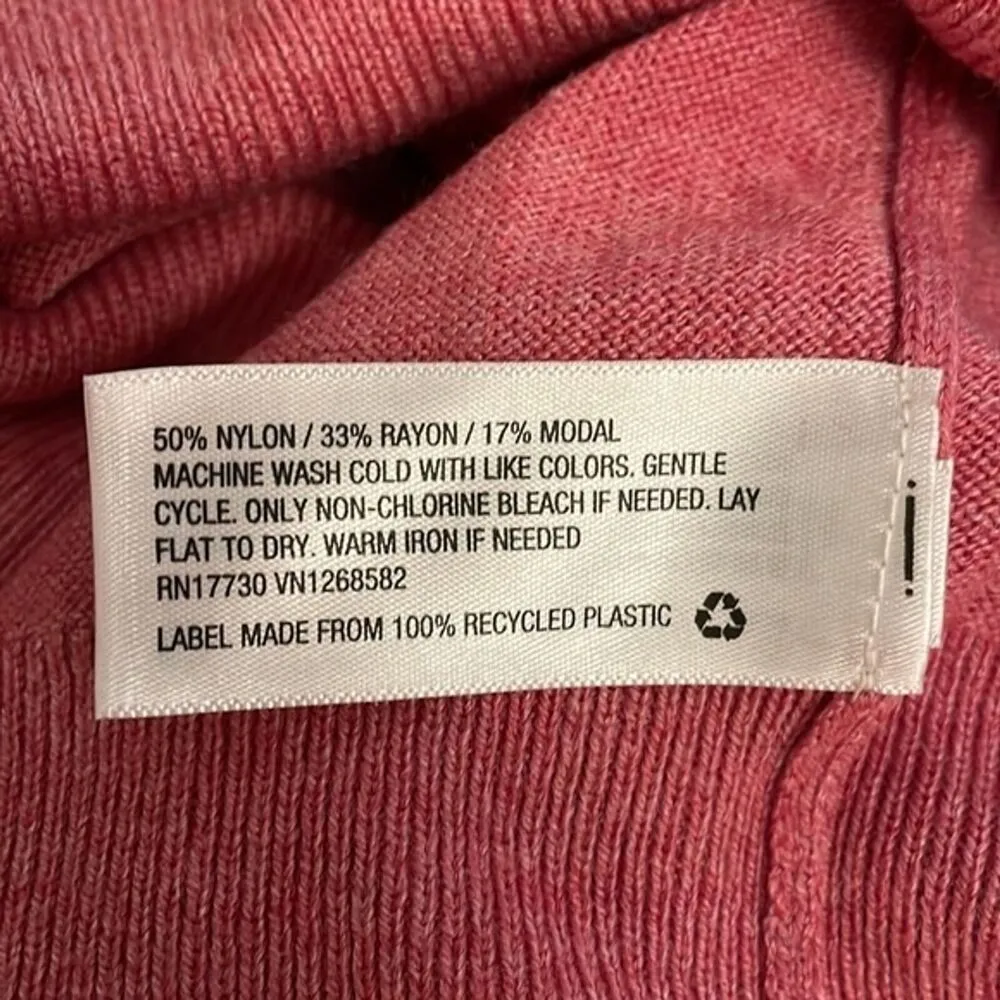 50% NYLON / 33% RAYON / 17% MODAL
MACHINE WASH COLD WITH LIKE COLORS. GENTLE
CYCLE. ONLY NON-CHLORINE BLEACH IF NEEDED. LAY
FLAT TO DRY. WARM IRON IF NEEDED
RN17730 VN1268582
LABEL MADE FROM 100% RECYCLED PLASTIC